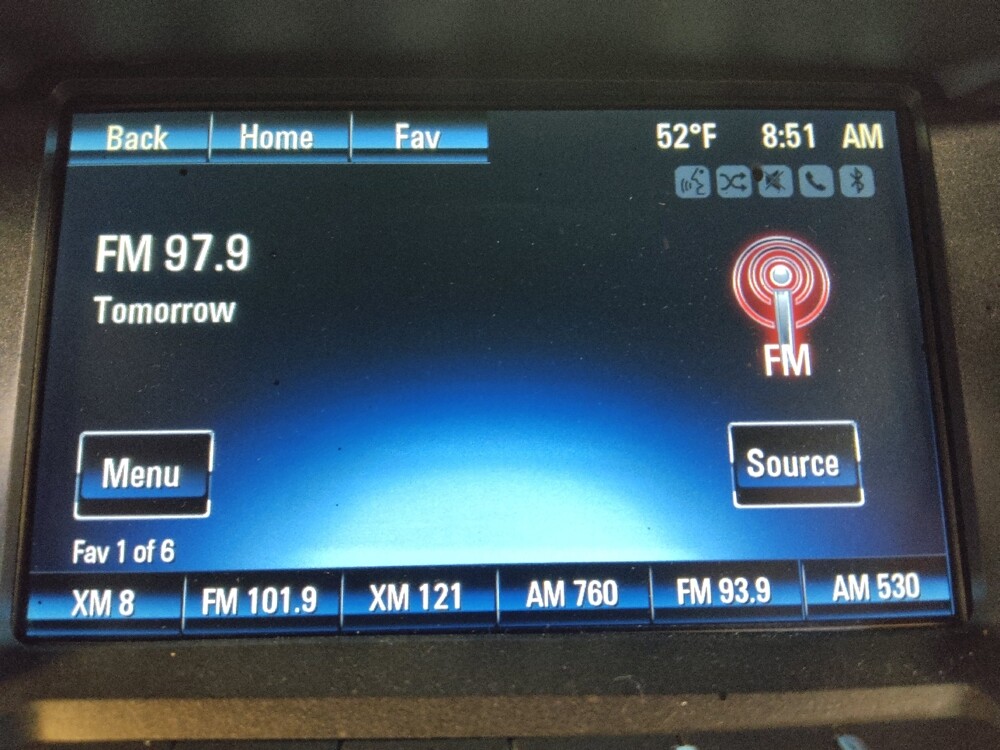 Back Home Fav 52°F 8:51 AM
FM 97.9
Tomorrow
FM
Menu Source
Fav 1 of 6
XM 8 FM 101.9 XM 121 AM 760 FM 93.9 AM 530